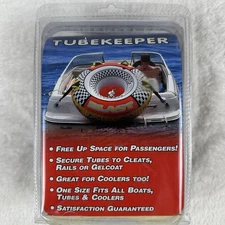 TUBEKEEPER
• FREE UP SPACE FOR PASSENGERS!
• SECURE TUBES TO CLEATS,
RAILS OR GELCOAT
• GREAT FOR COOLERS TOO!
• ONE SIZE FITS ALL BOATS,
TUBES & COOLERS
• SATISFACTION GUARANTEED